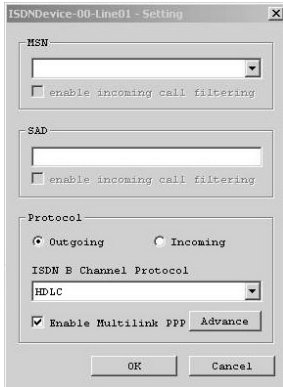 ISDNDevice-00-Line01 - Setting
MSN
enable incoming call filtering
SAD
enable incoming call filtering
Protocol
Outgoing Incoming
ISDN B Channel Protocol
HDLC
Enable Multilink PPP Advance
OK Cancel